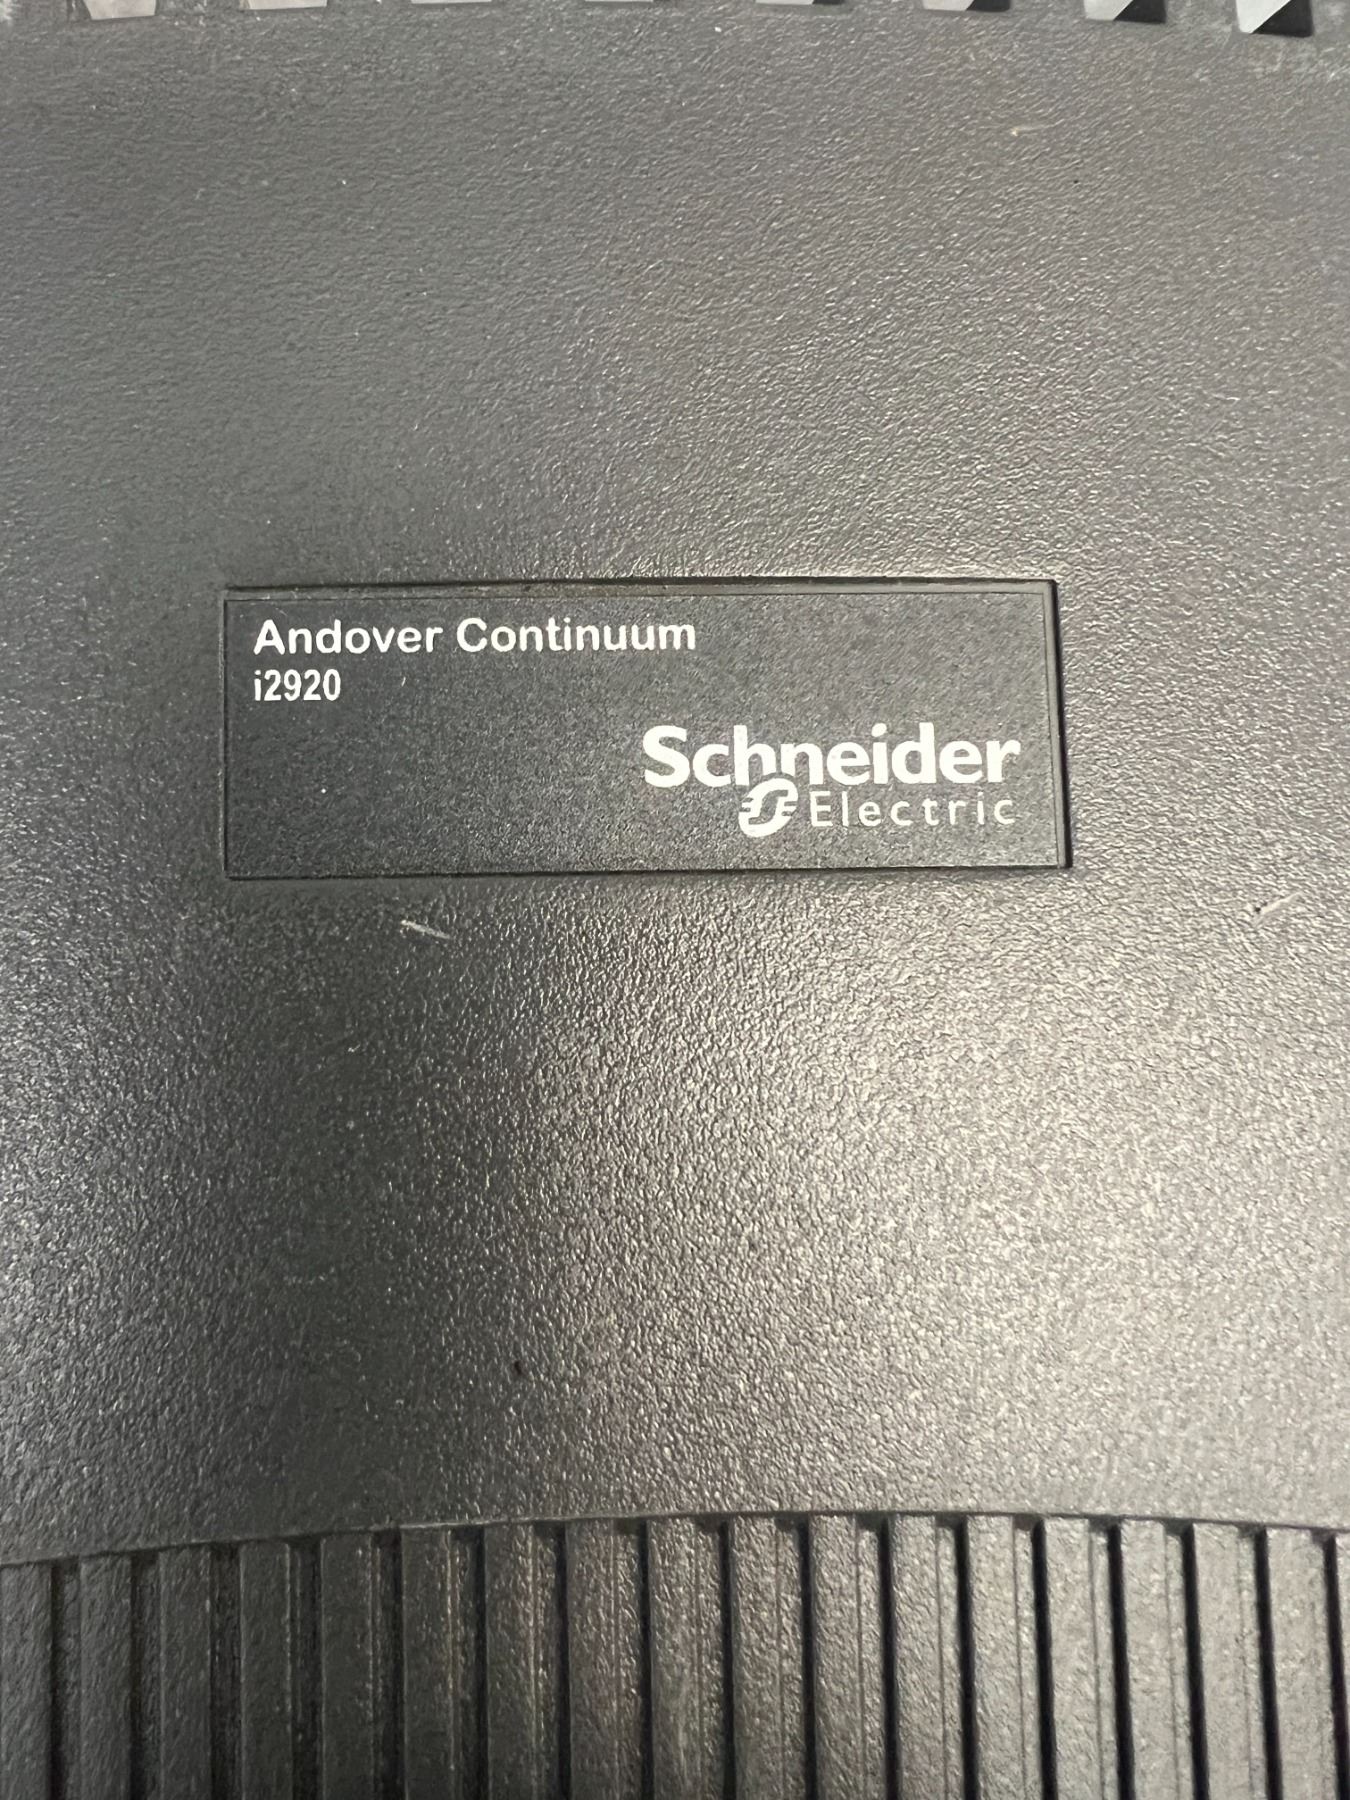 Andover Continuum
i2920
Schneider
Electric